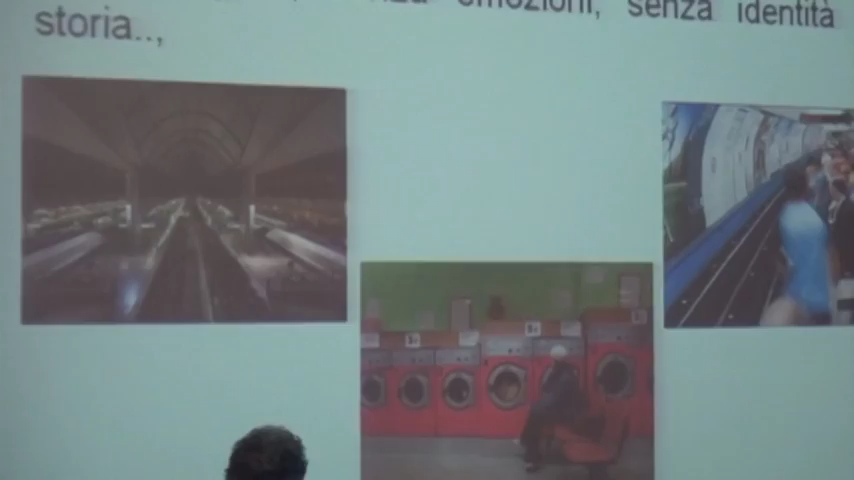 emozioni, senza identità
storia..,